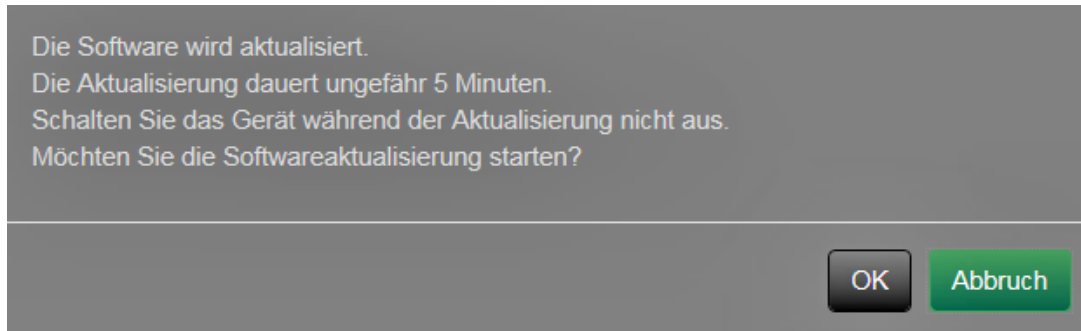 Die Software wird aktualisiert.
Die Aktualisierung dauert ungefähr 5 Minuten.
Schalten Sie das Gerät während der Aktualisierung nicht aus.
Möchten Sie die Softwareaktualisierung starten?
OK Abbruch